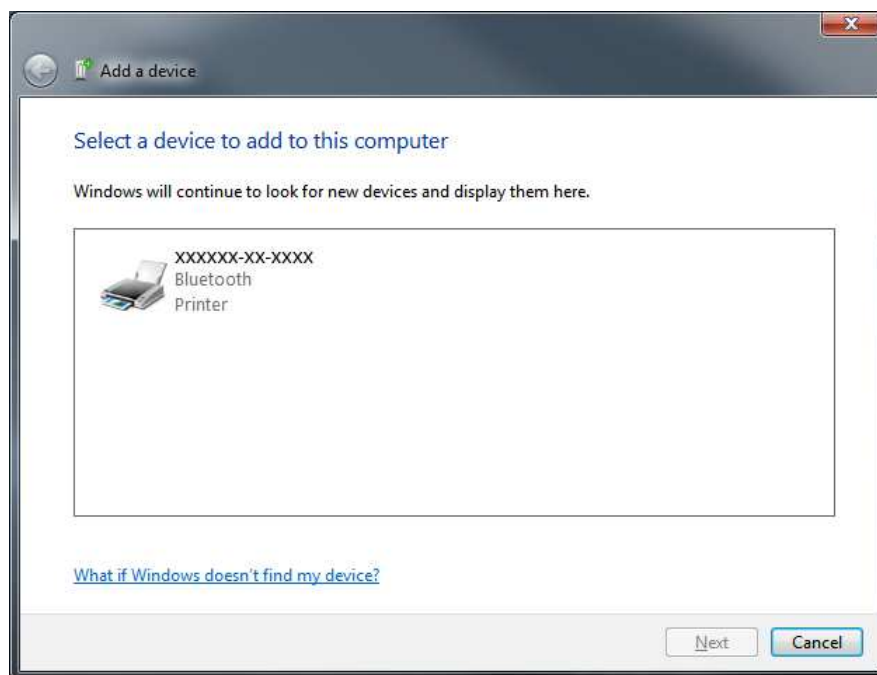 Add a device
Select a device to add to this computer
Windows will continue to look for new devices and display them here.
XXXXXX-XX-XXXX
Bluetooth
Printer
What if Windows doesn't find my device?
Next
Cancel